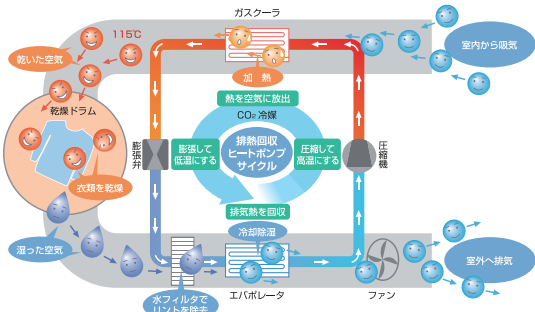 ガスクーラ
115℃
乾いた空気
室内から吸気
加 熱
乾燥ドラム
熱を空気に放出
CO2 冷媒
膨張弁
膨張して
低温にする
排熱回収
ヒートポンプ
サイクル
圧縮して
高温にする
圧縮機
衣類を乾燥
排気熱を回収
冷却除湿
湿った空気
室外へ排気
水フィルタで
リントを除去
エバポレータ
ファン